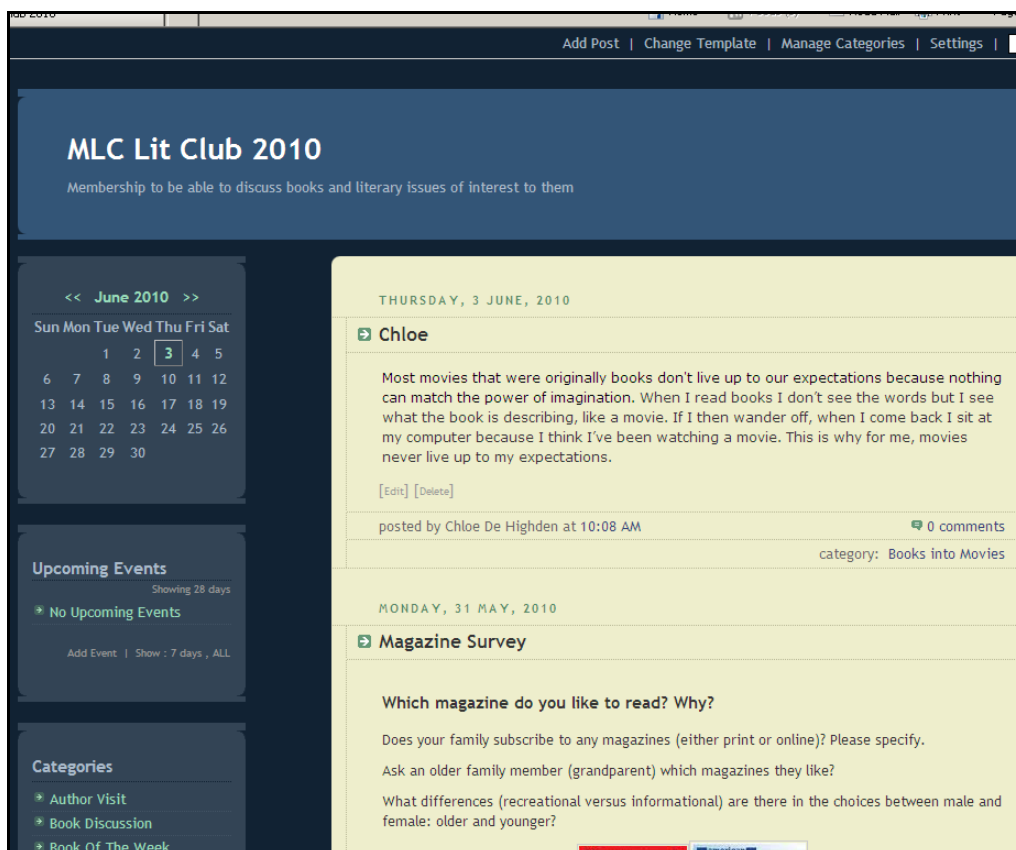 Add Post | Change Template | Manage Categories | Settings |
MLC Lit Club 2010
Membership to be able to discuss books and literary issues of interest to them
<< June 2010 >>
Sun Mon Tue Wed Thu Fri Sat
1 2 3 4 5
6 7 8 9 10 11 12
13 14 15 16 17 18 19
20 21 22 23 24 25 26
27 28 29 30
Upcoming Events
Showing 28 days
No Upcoming Events
Add Event | Show : 7 days , ALL
Categories
Author Visit
Book Discussion
Book Of The Week
THURSDAY, 3 JUNE, 2010
Chloe
Most movies that were originally books don't live up to our expectations because nothing
can match the power of imagination. When I read books I don't see the words but I see
what the book is describing, like a movie. If I then wander off, when I come back I sit at
my computer because I think I've been watching a movie. This is why for me, movies
never live up to my expectations.
[Edit] [Delete]
posted by Chloe De Highden at 10:08 AM
0 comments
category: Books into Movies
MONDAY, 31 MAY, 2010
Magazine Survey
Which magazine do you like to read? Why?
Does your family subscribe to any magazines (either print or online)? Please specify.
Ask an older family member (grandparent) which magazines they like?
What differences (recreational versus informational) are there in the choices between male and
female: older and younger?